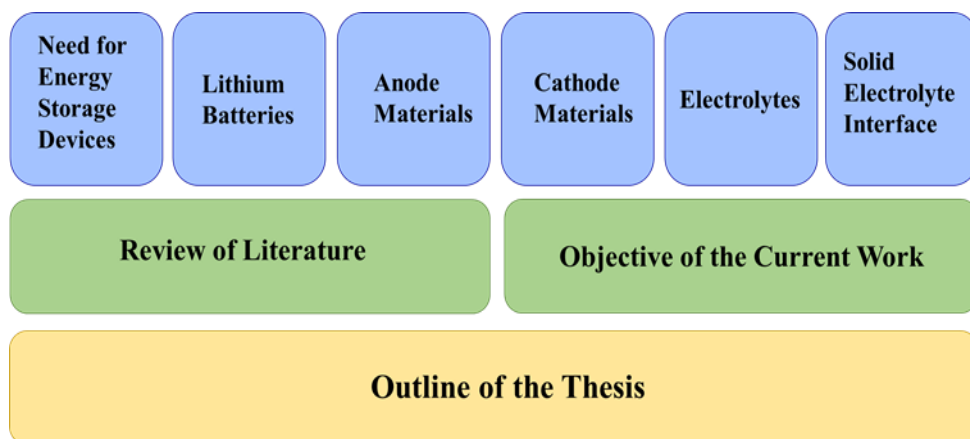 Need for
Energy
Storage
Devices
Lithium
Batteries
Anode
Materials
Cathode
Materials
Electrolytes
Solid
Electrolyte
Interface
Review of Literature
Objective of the Current Work
Outline of the Thesis